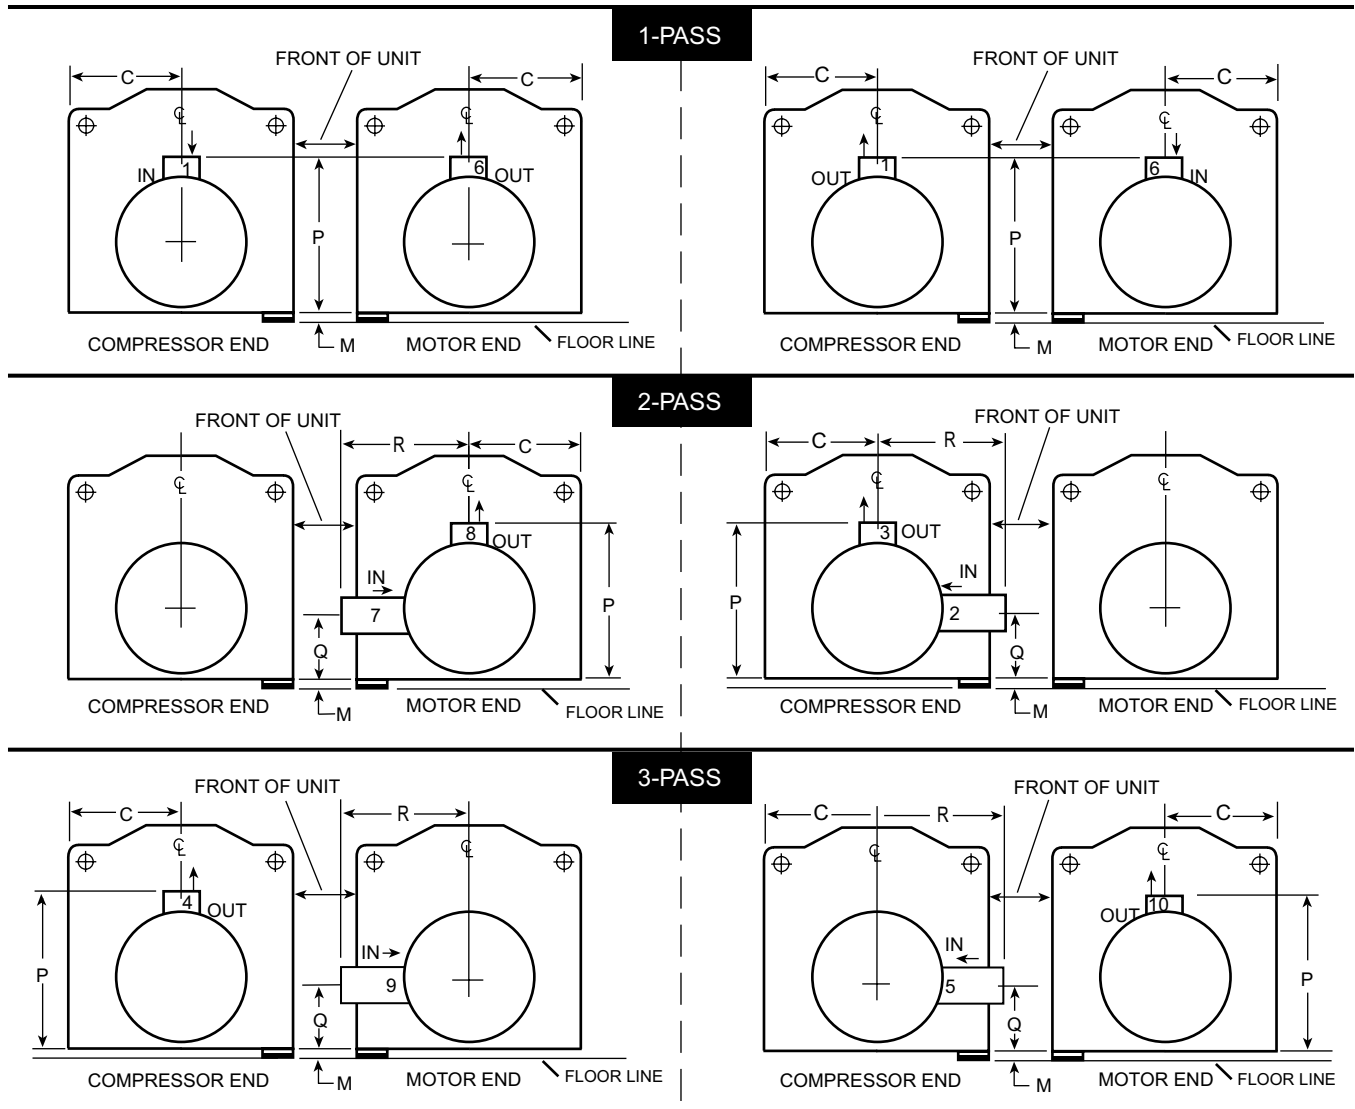 1-PASS
FRONT OF UNIT
C
C
℄
℄
IN
1
6
OUT
P
COMPRESSOR END
M
MOTOR END
FLOOR LINE
FRONT OF UNIT
C
C
℄
℄
OUT
1
6
IN
P
COMPRESSOR END
M
MOTOR END
FLOOR LINE
2-PASS
FRONT OF UNIT
R
C
℄
℄
8
OUT
IN
7
P
Q
COMPRESSOR END
M
MOTOR END
FLOOR LINE
FRONT OF UNIT
C
R
℄
℄
3
OUT
IN
2
P
Q
COMPRESSOR END
M
MOTOR END
FLOOR LINE
3-PASS
FRONT OF UNIT
C
R
℄
℄
4
OUT
IN
9
P
Q
COMPRESSOR END
M
MOTOR END
FLOOR LINE
FRONT OF UNIT
C
R
C
℄
℄
10
OUT
IN
5
P
Q
COMPRESSOR END
M
MOTOR END
FLOOR LINE